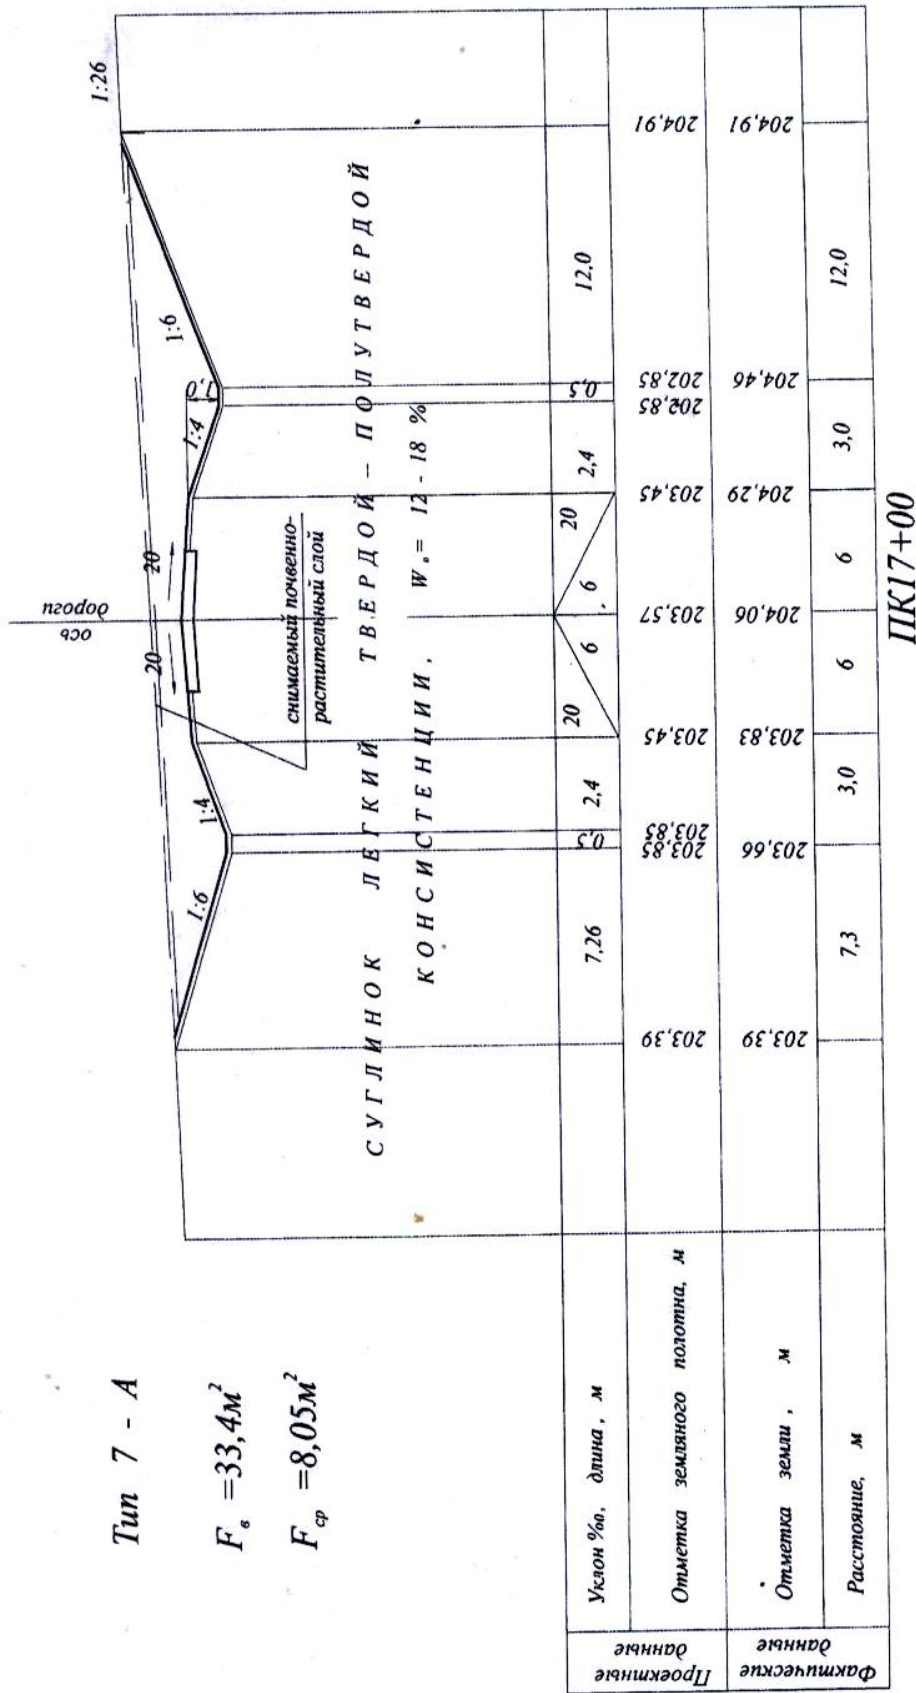 Тип 7 - А
F в = 33,4м²
F ср = 8,05м²
1:26
ось
дороги
20
20
1:6
1:4
1:4
1,0
1:6
снимаемый почвенно-
растительный слой
СУГЛИНОК ЛЕГКИЙ ТВЕРДОЙ – ПОЛУТВЕРДОЙ
КОНСИСТЕНЦИИ, W₀ = 12 - 18 %
Проектные
данные
Уклон ‰, длина, м
7,26 0,5 2,4 20 6 6 20 2,4 0,5 12,0
Отметка земляного полотна, м
203,39 203,85 203,85 203,45 203,57 203,45 202,85 202,85 204,91
Фактические
данные
Отметка земли, м
203,39 203,66 203,83 204,06 204,29 204,46 204,91
Расстояние, м
7,3 3,0 6 6 3,0 12,0
ПК17+00